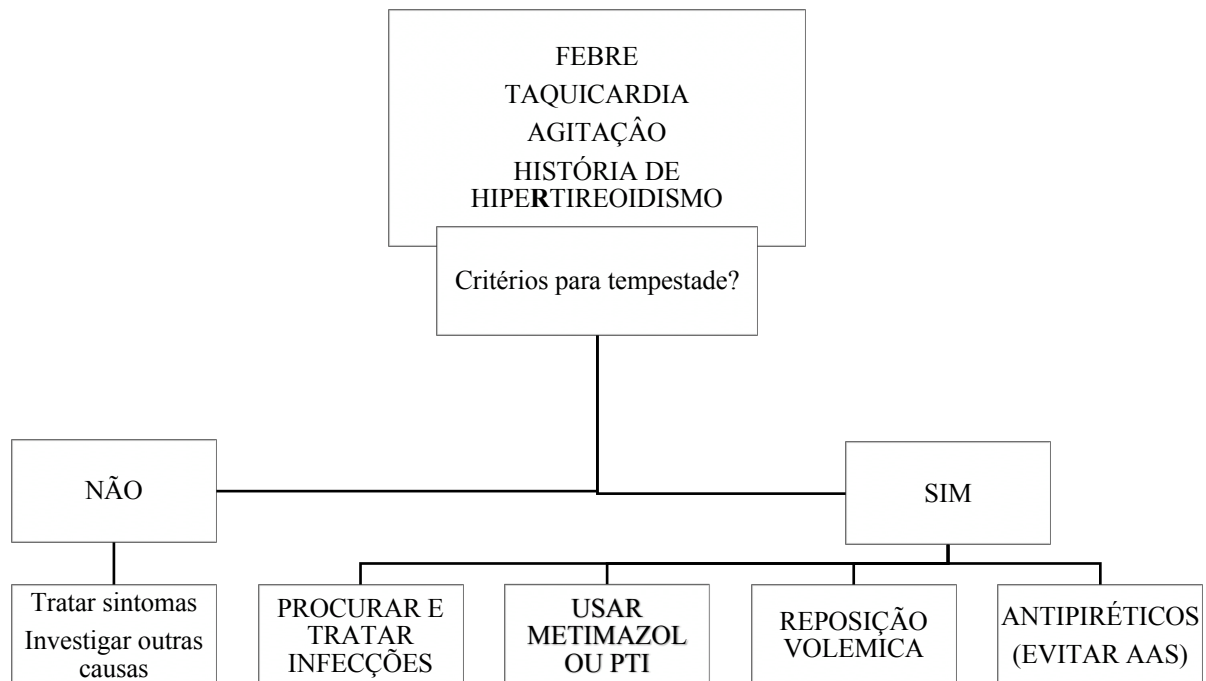 FEBRE
TAQUICARDIA
AGITAÇÂO
HISTÓRIA DE
HIPERTIREOIDISMO
Critérios para tempestade?
NÃO
SIM
Tratar sintomas
Investigar outras
causas
PROCURAR E
TRATAR
INFECÇÕES
USAR
METIMAZOL
OU PTI
REPOSIÇÃO
VOLEMICA
ANTIPIRÉTICOS
(EVITAR AAS)